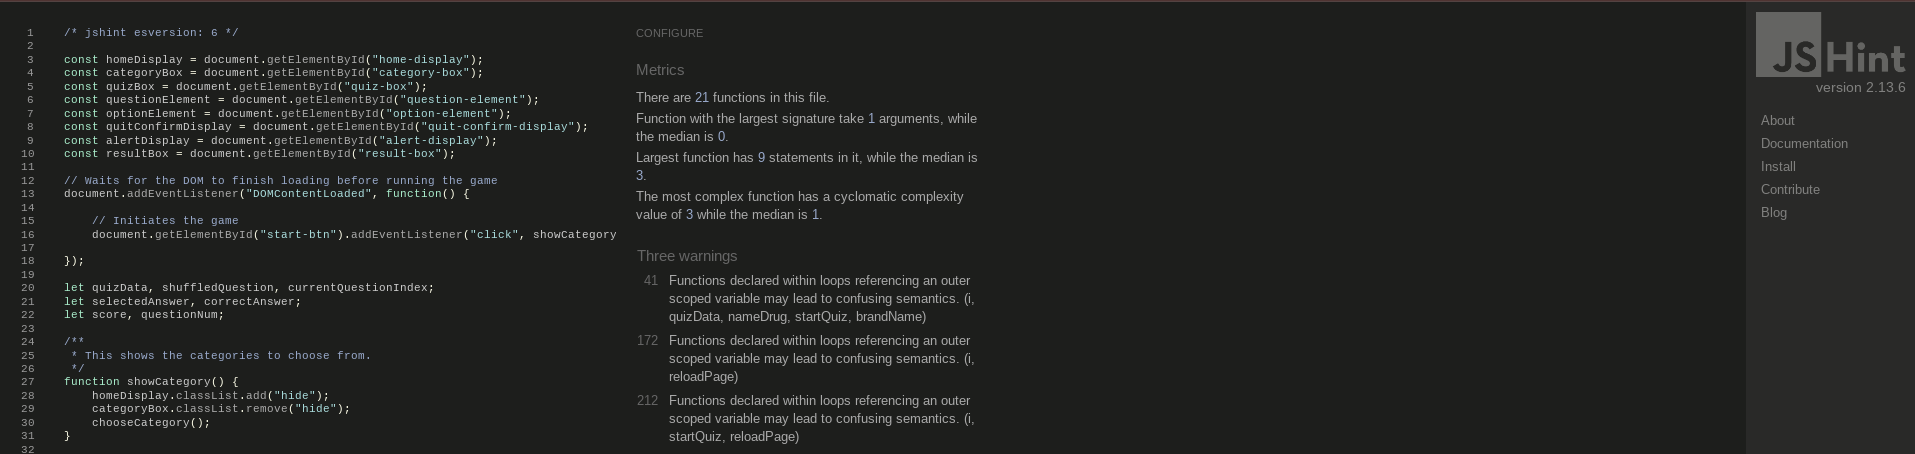 1 /* jshint esversion: 6 */
2
3 const homeDisplay = document.getElementById("home-display");
4 const categoryBox = document.getElementById("category-box");
5 const quizBox = document.getElementById("quiz-box");
6 const questionElement = document.getElementById("question-element");
7 const optionElement = document.getElementById("option-element");
8 const quitConfirmDisplay = document.getElementById("quit-confirm-display");
9 const alertDisplay = document.getElementById("alert-display");
10 const resultBox = document.getElementById("result-box");
11
12 // Waits for the DOM to finish loading before running the game
13 document.addEventListener("DOMContentLoaded", function() {
14
15     // Initiates the game
16     document.getElementById("start-btn").addEventListener("click", showCategory
17
18 });
19
20 let quizData, shuffledQuestion, currentQuestionIndex;
21 let selectedAnswer, correctAnswer;
22 let score, questionNum;
23
24 /**
25  * This shows the categories to choose from.
26  */
27 function showCategory() {
28     homeDisplay.classList.add("hide");
29     categoryBox.classList.remove("hide");
30     chooseCategory();
31 }
32
CONFIGURE
Metrics
There are 21 functions in this file.
Function with the largest signature take 1 arguments, while
the median is 0.
Largest function has 9 statements in it, while the median is
3.
The most complex function has a cyclomatic complexity
value of 3 while the median is 1.
Three warnings
41 Functions declared within loops referencing an outer
scoped variable may lead to confusing semantics. (i,
quizData, nameDrug, startQuiz, brandName)
172 Functions declared within loops referencing an outer
scoped variable may lead to confusing semantics. (i,
reloadPage)
212 Functions declared within loops referencing an outer
scoped variable may lead to confusing semantics. (i,
startQuiz, reloadPage)
JSHint
version 2.13.6
About
Documentation
Install
Contribute
Blog